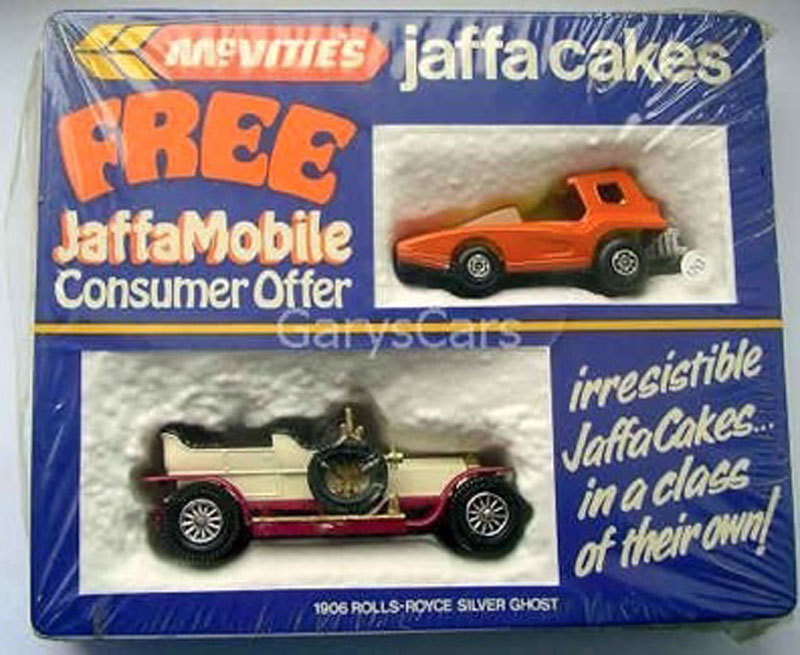 McVITIE'S jaffa cakes
FREE
JaffaMobile
Consumer Offer
GarysCars
irresistible
JaffaCakes...
in a class
of their own!
1906 ROLLS-ROYCE SILVER GHOST